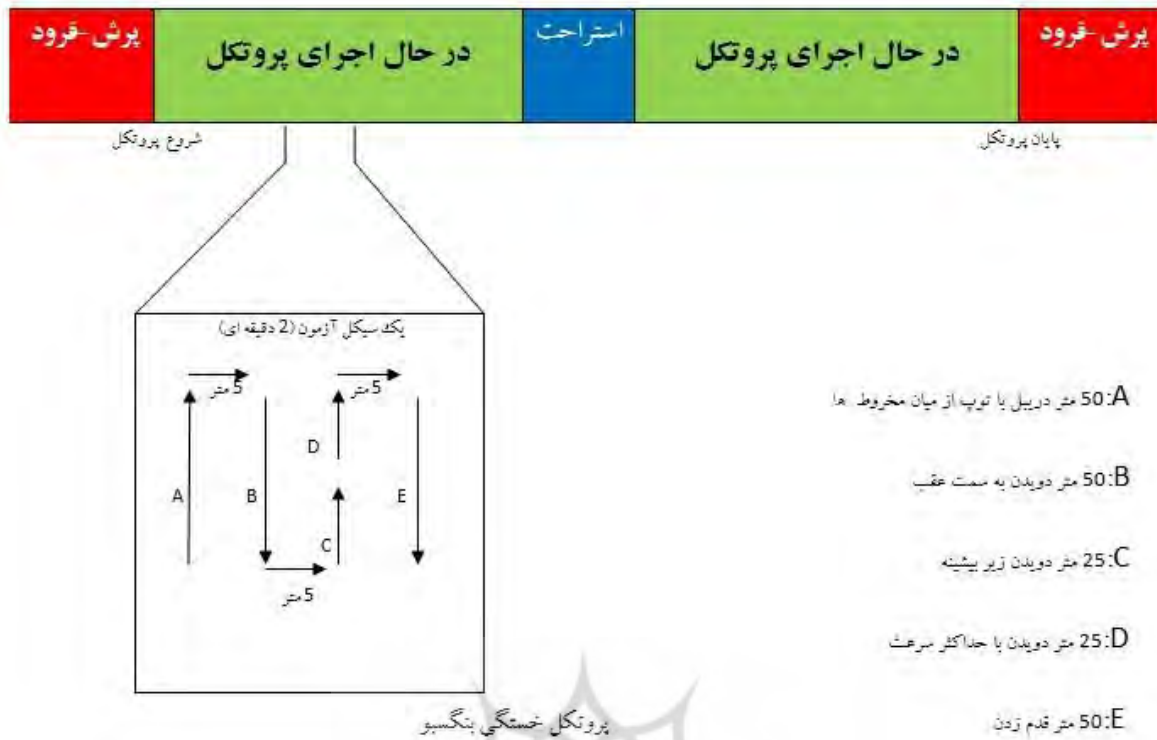 پرش-فرود
در حال اجرای پروتکل
استراحت
در حال اجرای پروتکل
پرش-فرود
شروع پروتکل
پایان پروتکل
یک سیکل آزمون (2 دقیقه ای)
5 متر
5 متر
D
A
B
E
C
5 متر
A:50 متر دریبل با توپ از میان مخروط ها
B:50 متر دویدن به سمت عقب
C:25 متر دویدن زیر بیشینه
D:25 متر دویدن با حداکثر سرعت
E:50 متر قدم زدن
پروتکل خستگی بنگسبو